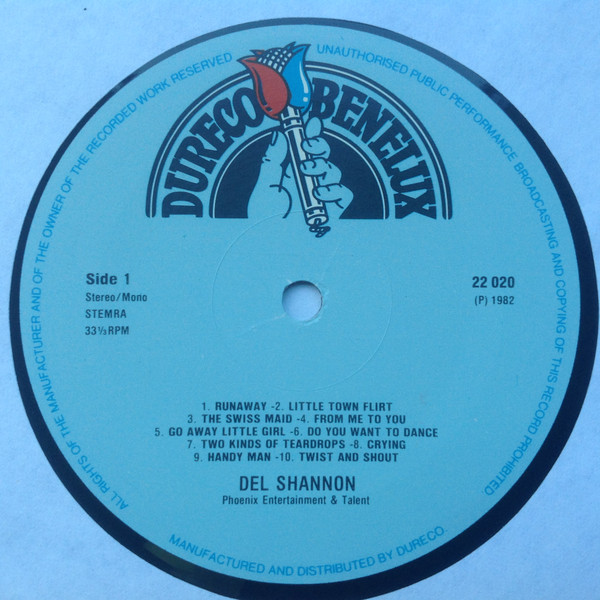 ALL RIGHTS OF THE MANUFACTURER AND OF THE OWNER OF THE RECORDED WORK RESERVED
UNAUTHORISED PUBLIC PERFORMANCE BROADCASTING AND COPYING OF THIS RECORD PROHIBITED
DURECO BENELUX
Side 1
Stereo/Mono
STEMRA
33⅓RPM
22 020
(P) 1982
1. RUNAWAY -2. LITTLE TOWN FLIRT
3. THE SWISS MAID -4. FROM ME TO YOU
5. GO AWAY LITTLE GIRL -6. DO YOU WANT TO DANCE
7. TWO KINDS OF TEARDROPS -8. CRYING
9. HANDY MAN -10. TWIST AND SHOUT
DEL SHANNON
Phoenix Entertainment & Talent
MANUFACTURED AND DISTRIBUTED BY DURECO.